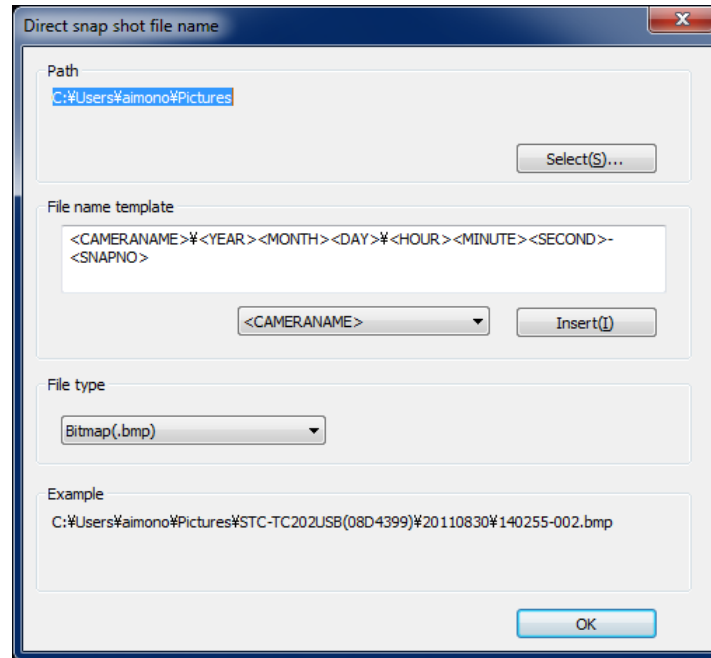 Direct snap shot file name
Path
C:¥Users¥aimono¥Pictures
Select(S)...
File name template
<CAMERANAME>¥<YEAR><MONTH><DAY>¥<HOUR><MINUTE><SECOND>-
<SNAPNO>
<CAMERANAME>
Insert(I)
File type
Bitmap(.bmp)
Example
C:¥Users¥aimono¥Pictures¥STC-TC202USB(08D4399)¥20110830¥140255-002.bmp
OK